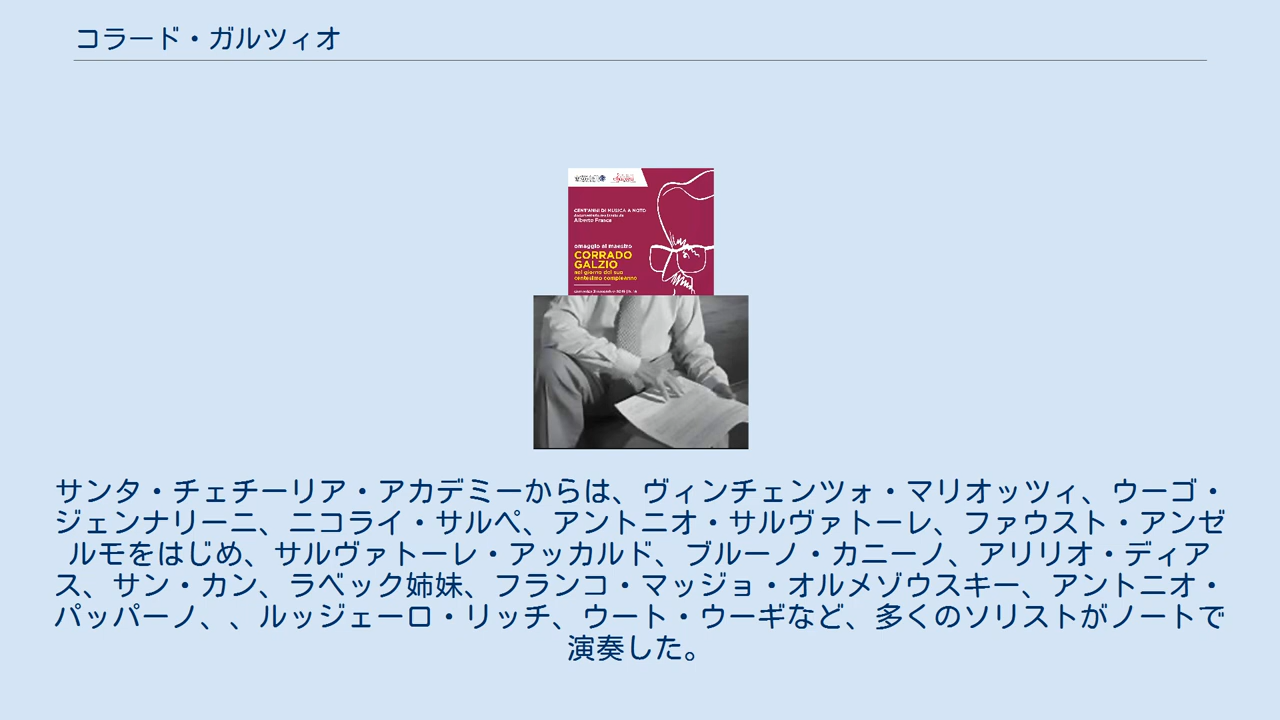 コラード・ガルツィオ
CENT'ANNI DI MUSICA A NOTO
Alberto Frasca
omaggio al maestro
CORRADO
GALZIO
nel giorno del suo
centesimo compleanno
サンタ・チェチーリア・アカデミーからは、ヴィンチェンツォ・マリオッツィ、ウーゴ・
ジェンナリーニ、ニコライ・サルペ、アントニオ・サルヴァトーレ、ファウスト・アンゼ
ルモをはじめ、サルヴァトーレ・アッカルド、ブルーノ・カニーノ、アリリオ・ディア
ス、サン・カン、ラベック姉妹、フランコ・マッジョ・オルメゾウスキー、アントニオ・
パッパーノ、、ルッジェーロ・リッチ、ウート・ウーギなど、多くのソリストがノートで
演奏した。